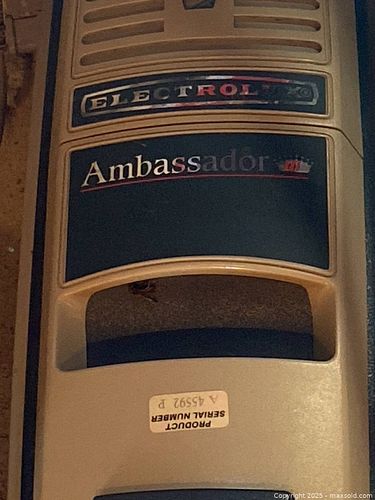 ELECTROLUX®
Ambassador
PRODUCT
SERIAL NUMBER
A 45592 P
Copyright 2025 - maxsold.com